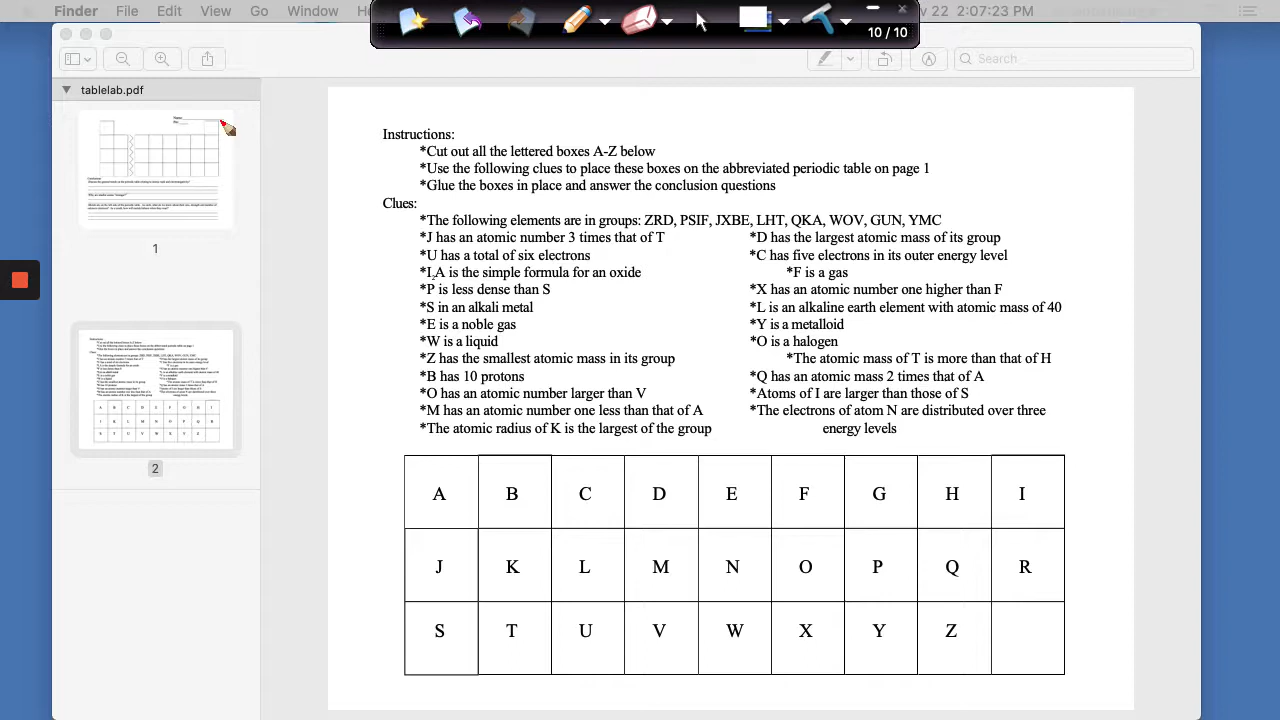 Finder File Edit View Go Window
ov 22 2:07:23 PM
10 / 10
Search
tablelab.pdf
1
2
Instructions:
*Cut out all the lettered boxes A-Z below
*Use the following clues to place these boxes on the abbreviated periodic table on page 1
*Glue the boxes in place and answer the conclusion questions
Clues:
*The following elements are in groups: ZRD, PSIF, JXBE, LHT, QKA, WOV, GUN, YMC
*J has an atomic number 3 times that of T
*D has the largest atomic mass of its group
*U has a total of six electrons
*C has five electrons in its outer energy level
*I₂A is the simple formula for an oxide
*F is a gas
*P is less dense than S
*X has an atomic number one higher than F
*S in an alkali metal
*L is an alkaline earth element with atomic mass of 40
*E is a noble gas
*Y is a metalloid
*W is a liquid
*O is a halogen
*Z has the smallest atomic mass in its group
*The atomic mass of T is more than that of H
*B has 10 protons
*Q has an atomic mass 2 times that of A
*O has an atomic number larger than V
*Atoms of I are larger than those of S
*M has an atomic number one less than that of A
*The electrons of atom N are distributed over three
*The atomic radius of K is the largest of the group
energy levels
A B C D E F G H I
J K L M N O P Q R
S T U V W X Y Z